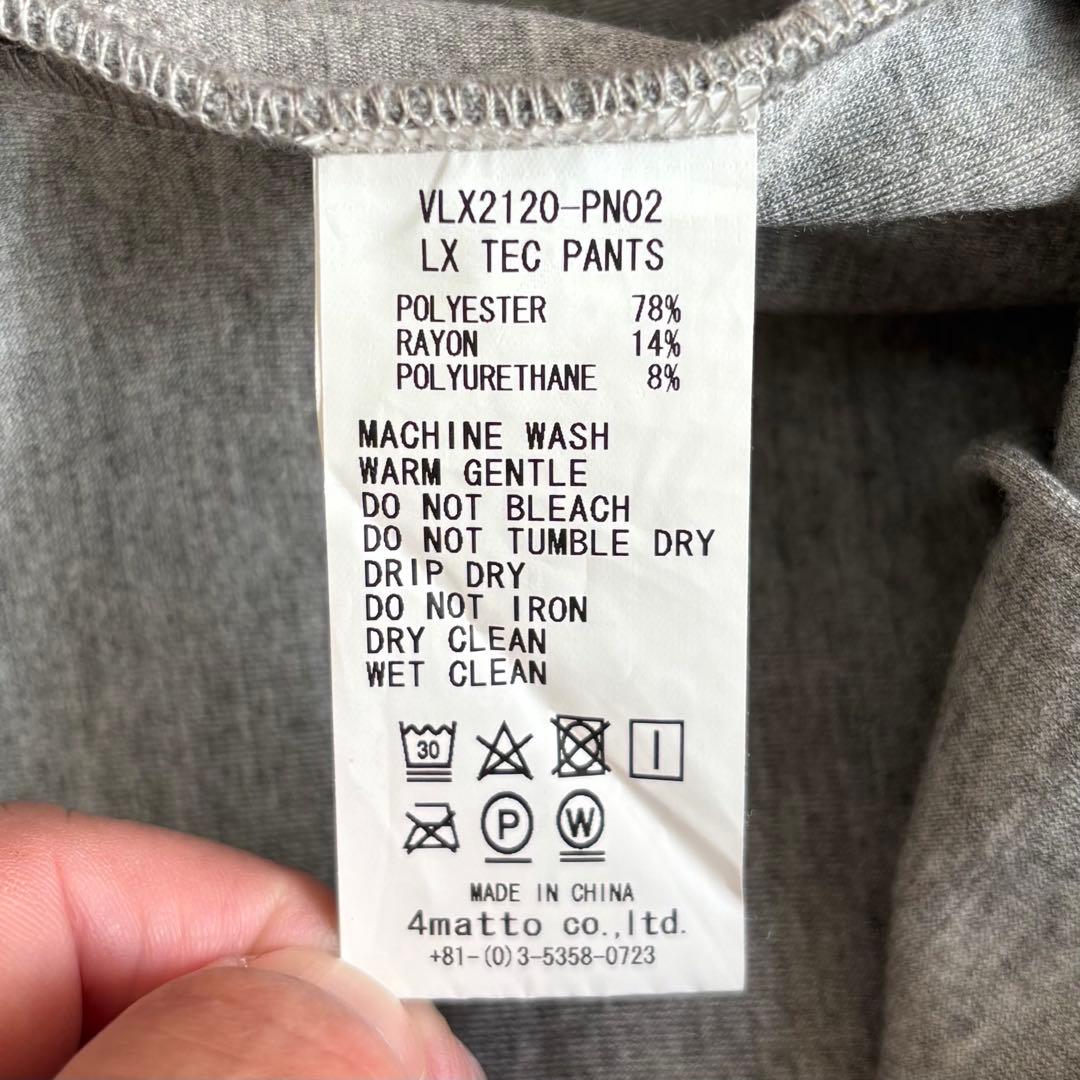 VLX2120-PN02
LX TEC PANTS
POLYESTER 78%
RAYON 14%
POLYURETHANE 8%
MACHINE WASH
WARM GENTLE
DO NOT BLEACH
DO NOT TUMBLE DRY
DRIP DRY
DO NOT IRON
DRY CLEAN
WET CLEAN
30
P W
MADE IN CHINA
4matto co.,ltd.
+81-(0)3-5358-0723